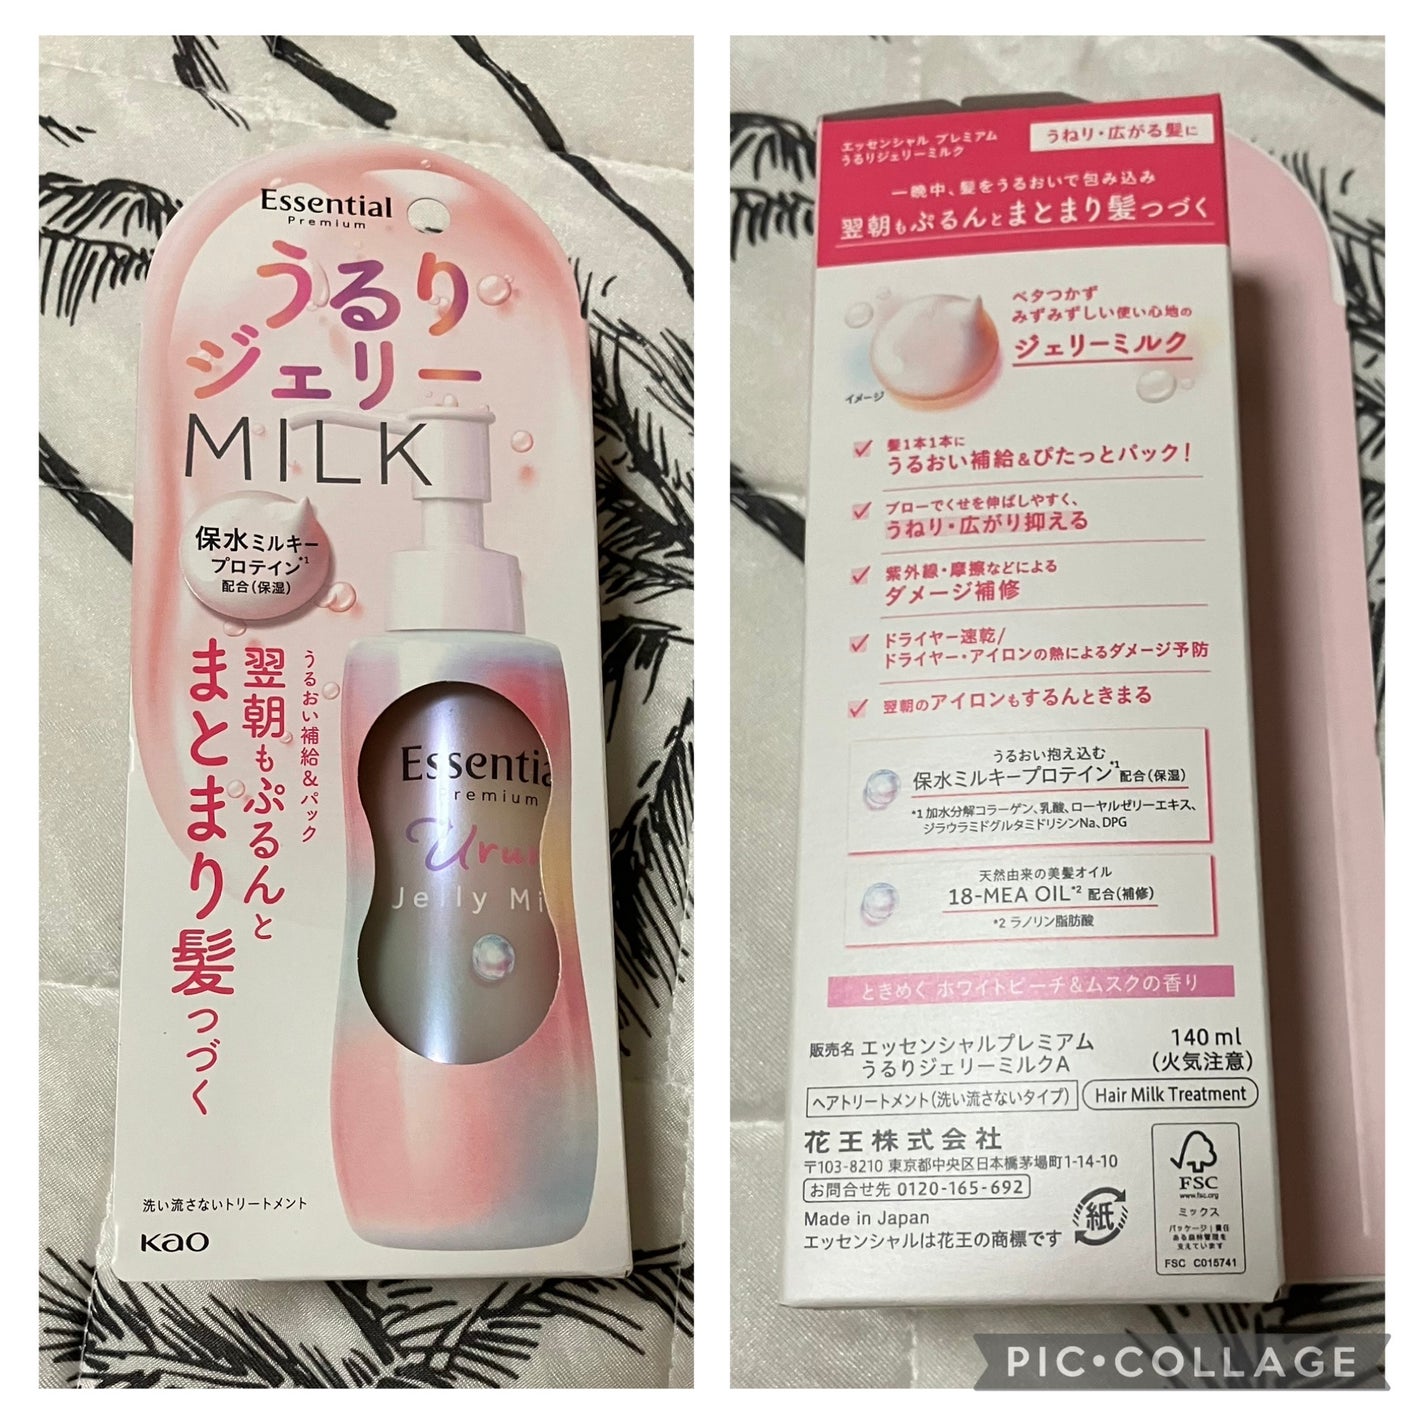 Essential
Premium
うるり
ジェリー
MILK
保水ミルキー
プロテイン*1
配合(保湿)
うるおい補給&パック
翌朝もぷるんと
まとまり髪つづく
Essentia
Premium
Uru
Jelly Mi
洗い流さないトリートメント
Kao
エッセンシャル プレミアム
うるりジェリーミルク
うねり・広がる髪に
一晩中、髪をうるおいで包み込み
翌朝もぷるんとまとまり髪つづく
ベタつかず
みずみずしい使い心地の
ジェリーミルク
イメージ
髪1本1本に
うるおい補給&ぴたっとパック!
ブローでくせを伸ばしやすく、
うねり・広がり抑える
紫外線・摩擦などによる
ダメージ補修
ドライヤー速乾/
ドライヤー・アイロンの熱によるダメージ予防
翌朝のアイロンもするんときまる
うるおい抱え込む
保水ミルキープロテイン*1 配合(保湿)
*1 加水分解コラーゲン、乳酸、ローヤルゼリーエキス、
ジラウラミドグルタミドリシンNa、DPG
天然由来の美髪オイル
18-MEA OIL*2 配合(補修)
*2 ラノリン脂肪酸
ときめく ホワイトピーチ&ムスクの香り
販売名 エッセンシャルプレミアム
うるりジェリーミルクA
140 ml
(火気注意)
ヘアトリートメント(洗い流さないタイプ)
Hair Milk Treatment
花王株式会社
〒103-8210 東京都中央区日本橋茅場町1-14-10
お問合せ先 0120-165-692
Made in Japan
エッセンシャルは花王の商標です
紙
FSC
www.fsc.org
ミックス
パッケージ|責任
ある森林管理を
支えています
FSC C015741
PIC•COLLAGE